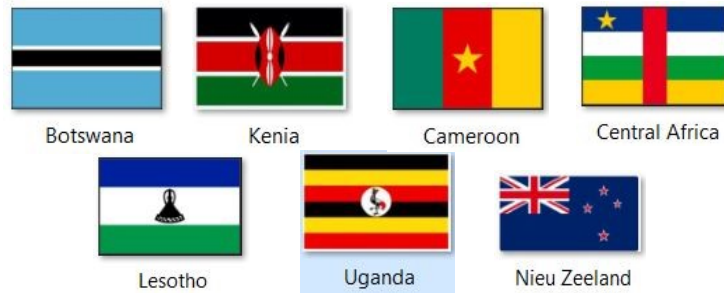 Botswana
Kenia
Cameroon
Central Africa
Lesotho
Uganda
Nieu Zeeland